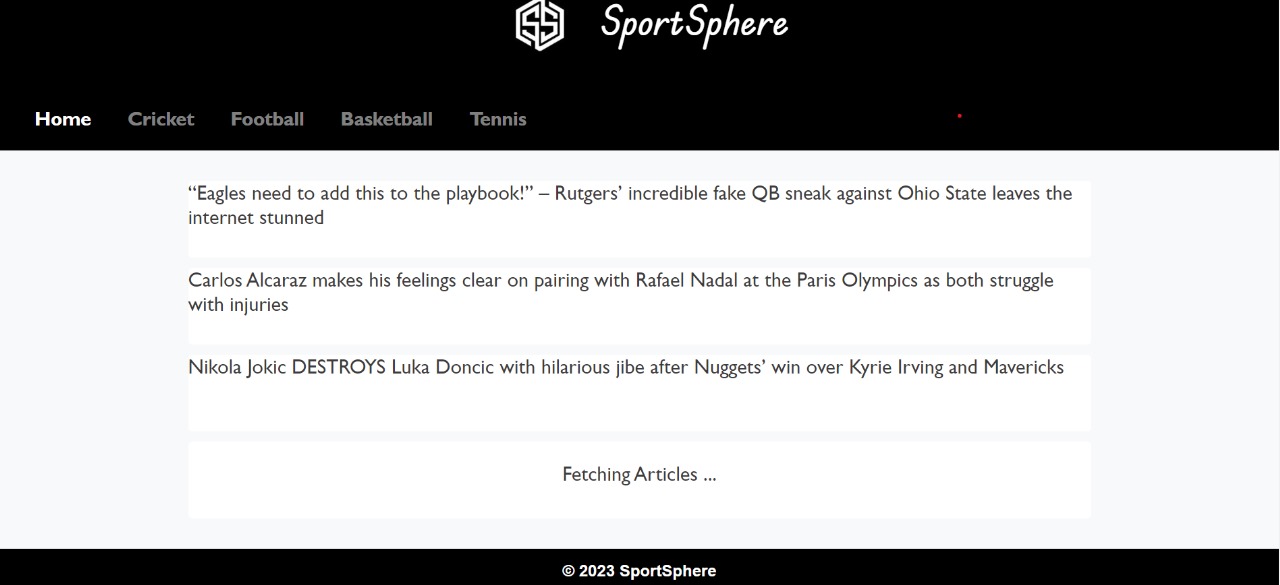 SS SportSphere
Home Cricket Football Basketball Tennis
“Eagles need to add this to the playbook!” – Rutgers’ incredible fake QB sneak against Ohio State leaves the
internet stunned
Carlos Alcaraz makes his feelings clear on pairing with Rafael Nadal at the Paris Olympics as both struggle
with injuries
Nikola Jokic DESTROYS Luka Doncic with hilarious jibe after Nuggets’ win over Kyrie Irving and Mavericks
Fetching Articles ...
© 2023 SportSphere